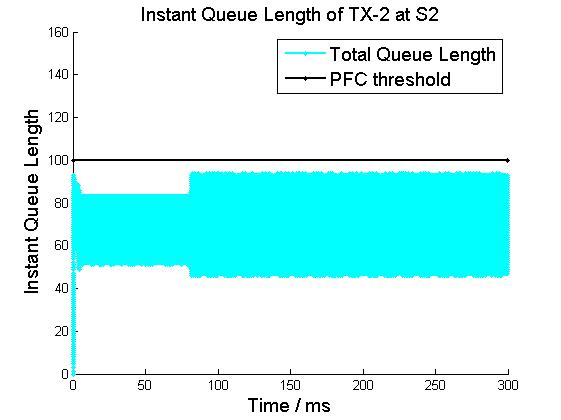 Instant Queue Length of TX-2 at S2
160
140
120
100
80
60
40
20
0
Instant Queue Length
Total Queue Length
PFC threshold
0 50 100 150 200 250 300
Time / ms